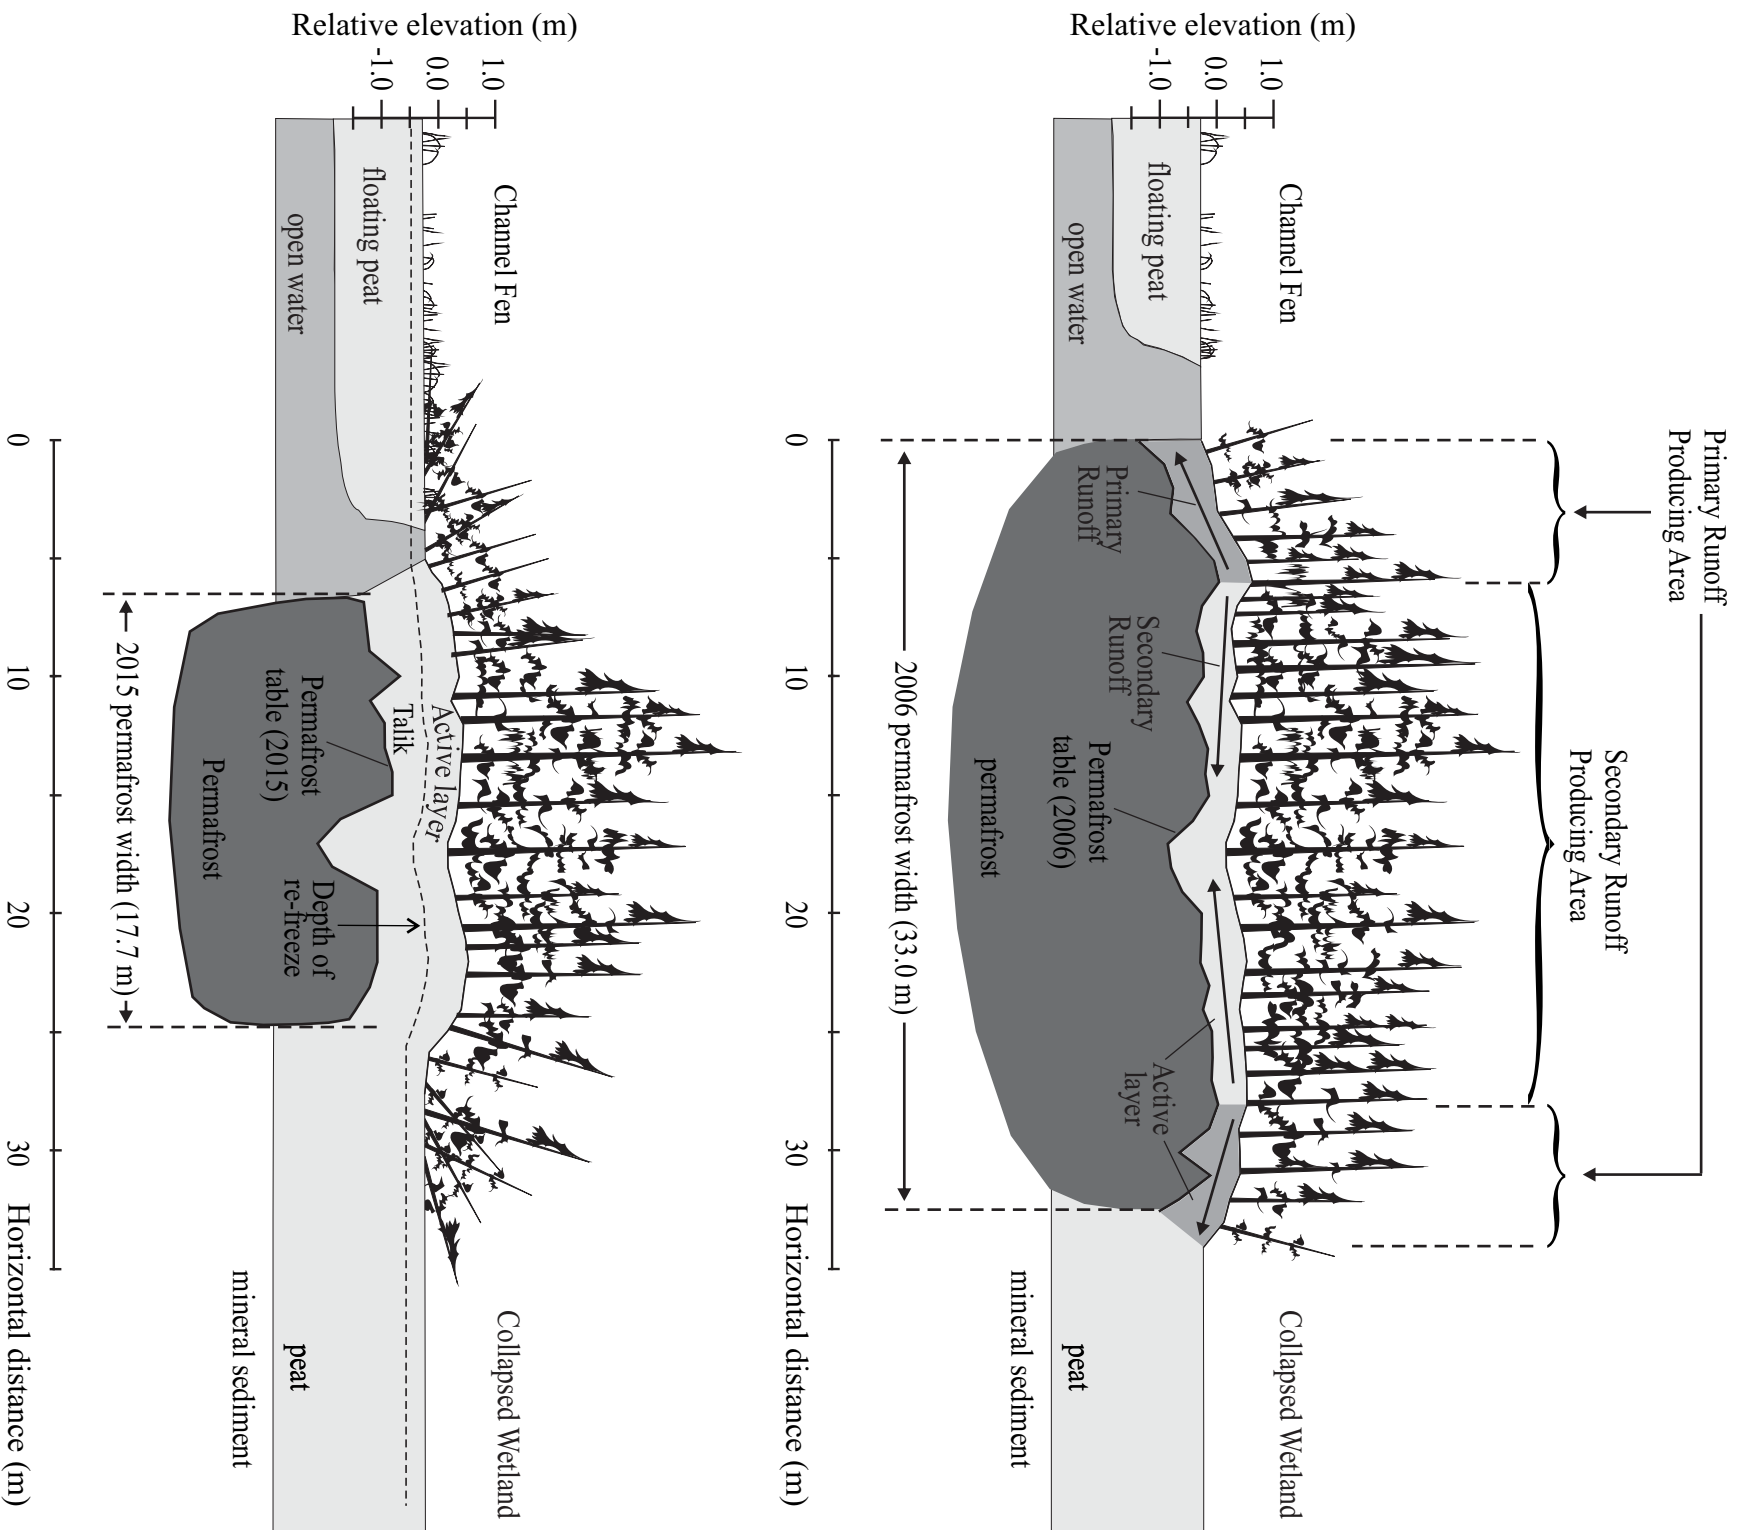 Primary Runoff
Producing Area
Secondary Runoff
Producing Area
Relative elevation (m)
1.0
0.0
-1.0
Channel Fen
Collapsed Wetland
floating peat
open water
Primary
Runoff
Secondary
Runoff
Permafrost
table (2006)
Active
layer
permafrost
peat
mineral sediment
2006 permafrost width (33.0 m)
0
10
20
30
Horizontal distance (m)
Relative elevation (m)
1.0
0.0
-1.0
Channel Fen
Collapsed Wetland
floating peat
open water
Active layer
Talik
Permafrost
table (2015)
Depth of
re-freeze
Permafrost
peat
mineral sediment
2015 permafrost width (17.7 m)
0
10
20
30
Horizontal distance (m)